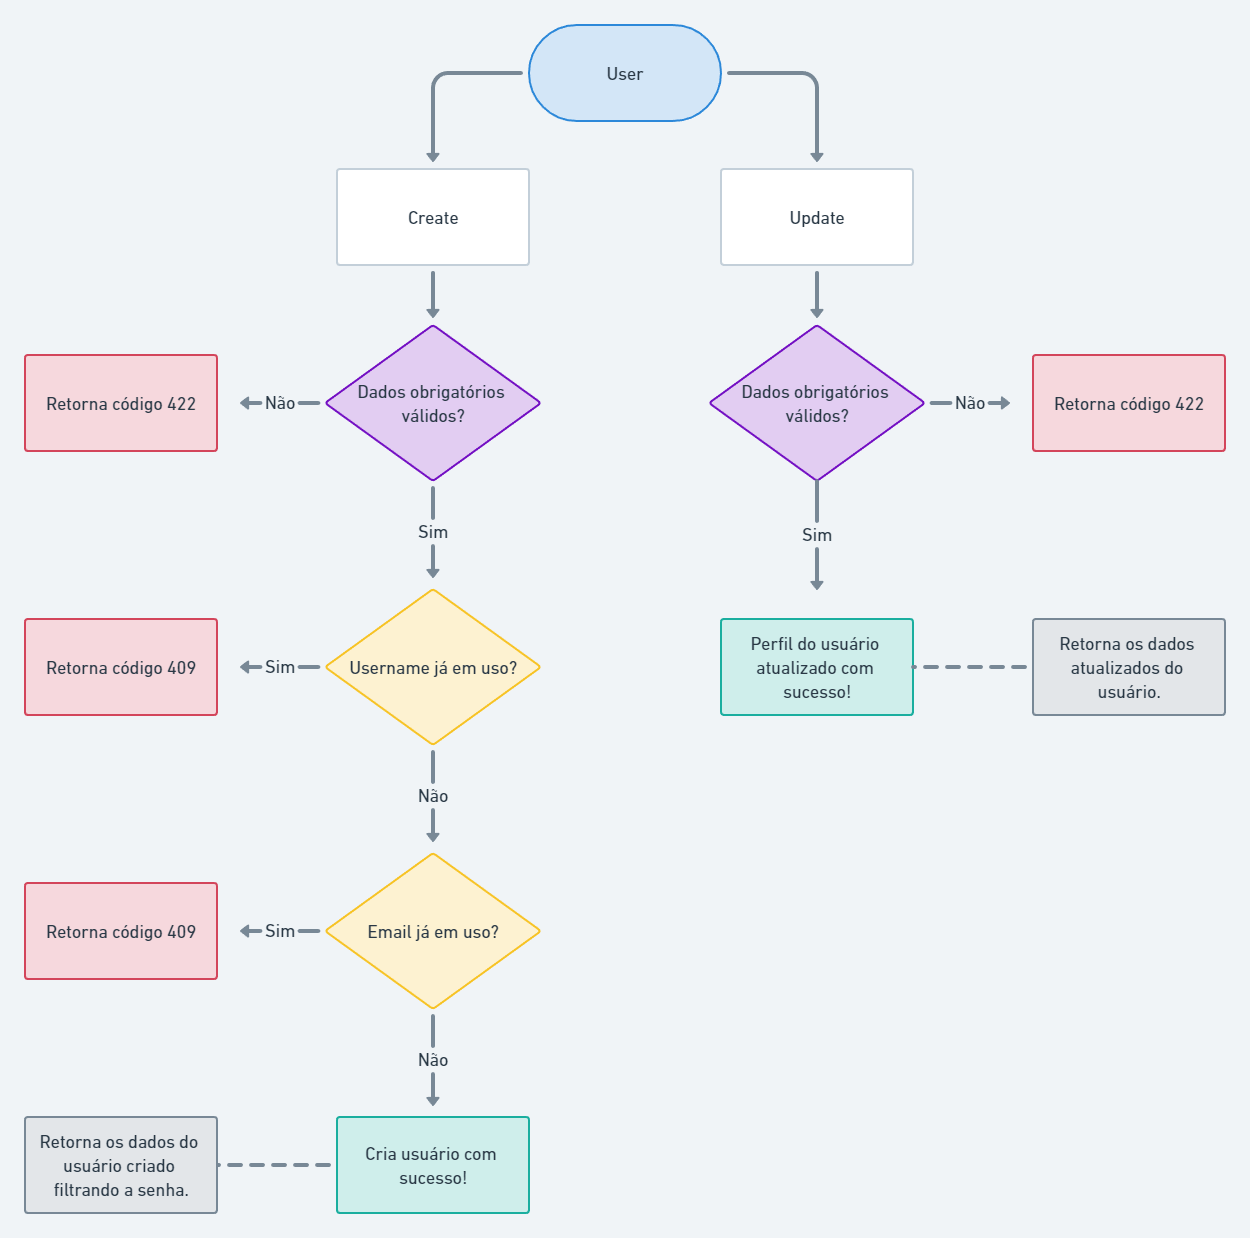 User
Create
Update
Retorna código 422
Não
Dados obrigatórios
válidos?
Dados obrigatórios
válidos?
Não
Retorna código 422
Sim
Sim
Retorna código 409
Sim
Username já em uso?
Perfil do usuário
atualizado com
sucesso!
Retorna os dados
atualizados do
usuário.
Não
Retorna código 409
Sim
Email já em uso?
Não
Retorna os dados do
usuário criado
filtrando a senha.
Cria usuário com
sucesso!